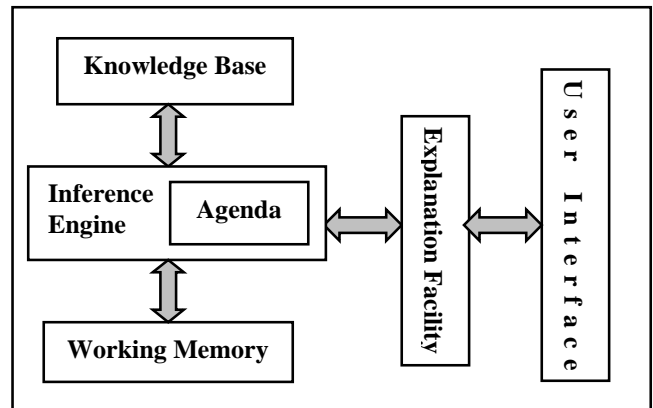 Knowledge Base
Inference
Engine
Agenda
Working Memory
Explanation Facility
User Interface